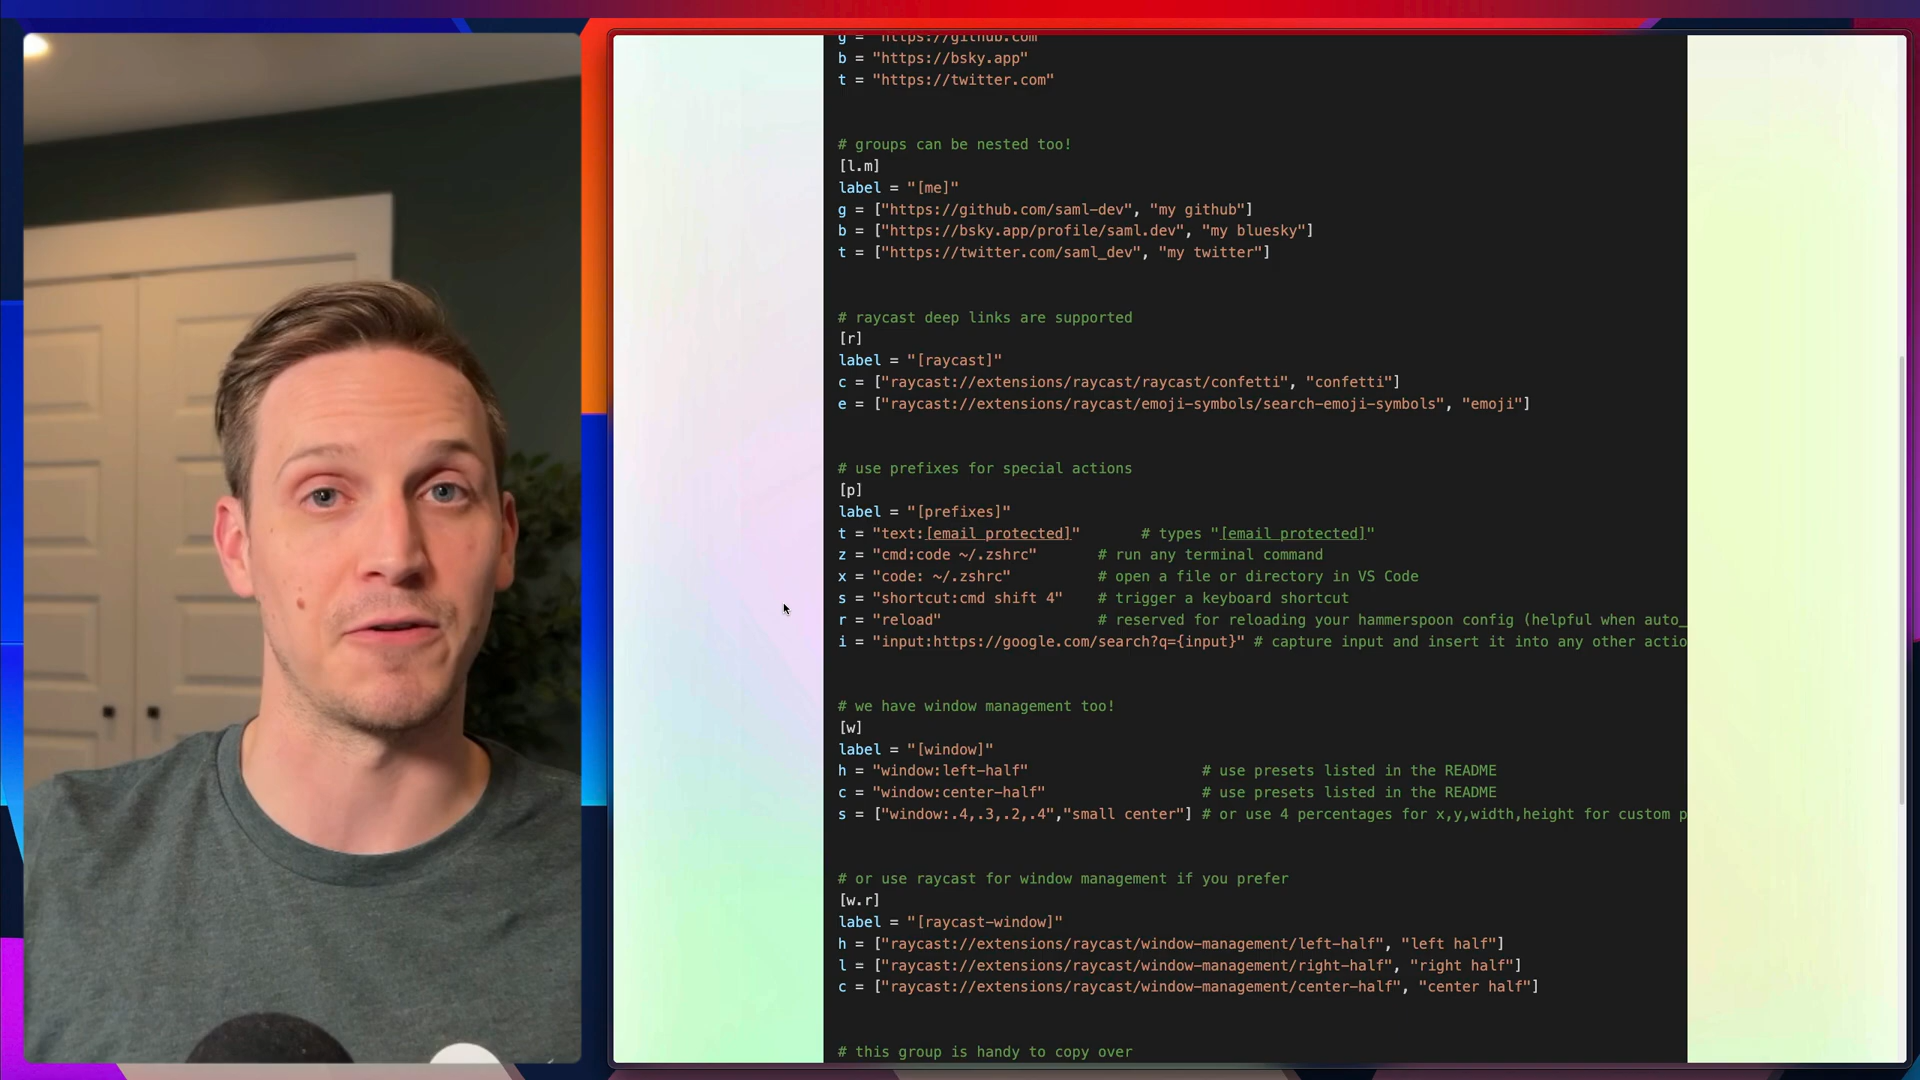 g = "https://github.com
b = "https://bsky.app"
t = "https://twitter.com"
# groups can be nested too!
[l.m]
label = "[me]"
g = ["https://github.com/saml-dev", "my github"]
b = ["https://bsky.app/profile/saml.dev", "my bluesky"]
t = ["https://twitter.com/saml_dev", "my twitter"]
# raycast deep links are supported
[r]
label = "[raycast]"
c = ["raycast://extensions/raycast/raycast/confetti", "confetti"]
e = ["raycast://extensions/raycast/emoji-symbols/search-emoji-symbols", "emoji"]
# use prefixes for special actions
[p]
label = "[prefixes]"
t = "text:[email protected]" # types "[email protected]"
z = "cmd:code ~/.zshrc" # run any terminal command
x = "code: ~/.zshrc" # open a file or directory in VS Code
s = "shortcut:cmd shift 4" # trigger a keyboard shortcut
r = "reload" # reserved for reloading your hammerspoon config (helpful when auto_
i = "input:https://google.com/search?q={input}" # capture input and insert it into any other actio
# we have window management too!
[w]
label = "[window]"
h = "window:left-half" # use presets listed in the README
c = "window:center-half" # use presets listed in the README
s = ["window:.4,.3,.2,.4","small center"] # or use 4 percentages for x,y,width,height for custom p
# or use raycast for window management if you prefer
[w.r]
label = "[raycast-window]"
h = ["raycast://extensions/raycast/window-management/left-half", "left half"]
l = ["raycast://extensions/raycast/window-management/right-half", "right half"]
c = ["raycast://extensions/raycast/window-management/center-half", "center half"]
# this group is handy to copy over